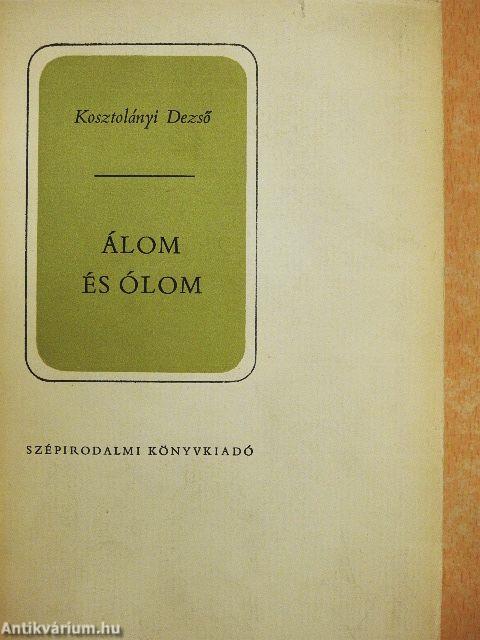 Kosztolányi Dezső
ÁLOM
ÉS ÓLOM
SZÉPIRODALMI KÖNYVKIADÓ
Antikvárium.hu